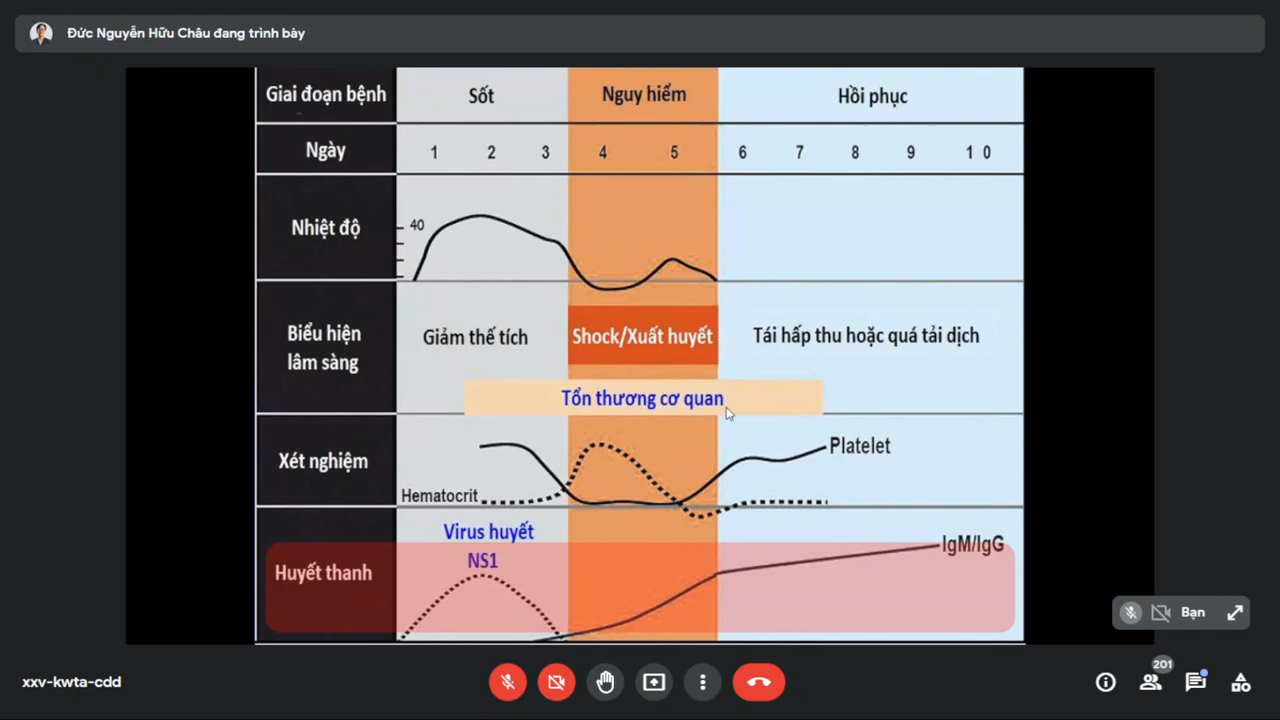 Đức Nguyễn Hữu Châu đang trình bày
Giai đoạn bệnh
Sốt
Nguy hiểm
Hồi phục
Ngày
1 2 3 4 5 6 7 8 9 1 0
Nhiệt độ
40
Biểu hiện
lâm sàng
Giảm thế tích
Shock/Xuất huyết
Tái hấp thu hoặc quá tải dịch
Tổn thương cơ quan
Xét nghiệm
Platelet
Hematocrit
Virus huyết
NS1
IgM/IgG
Huyết thanh
Bạn
xxv-kwta-cdd
201